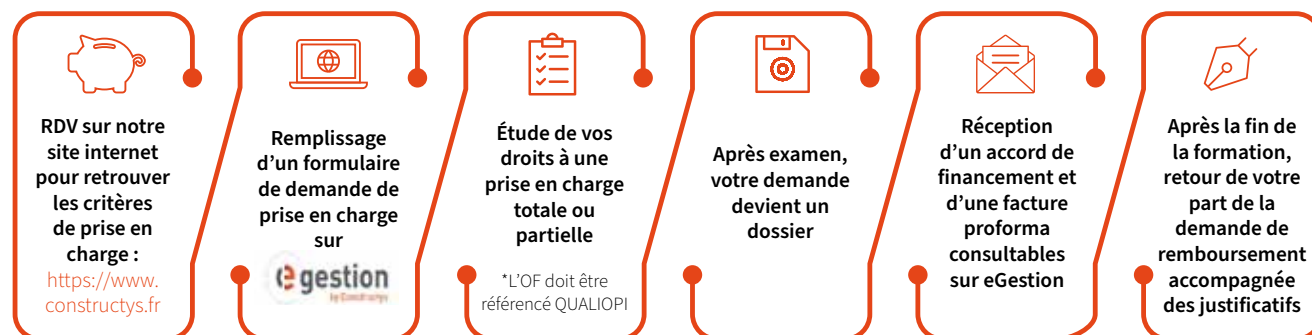 RDV sur notre
site internet
pour retrouver
les critères
de prise en
charge :
https://www.
constructys.fr
Remplissage
d’un formulaire
de demande de
prise en charge
sur
egestion
by Constructys
Étude de vos
droits à une
prise en charge
totale ou
partielle
*L’OF doit être
référencé QUALIOPI
Après examen,
votre demande
devient un
dossier
Réception
d’un accord de
financement et
d’une facture
proforma
consultables
sur eGestion
Après la fin de
la formation,
retour de votre
part de la
demande de
remboursement
accompagnée
des justificatifs